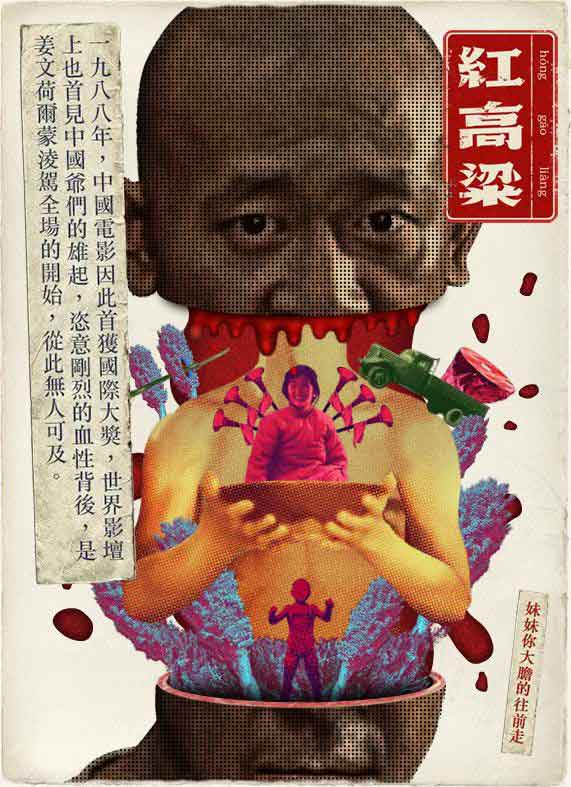 紅高粱
hóng gāo liàng
一九八八年，中國電影因此首獲國際大獎，世界影壇
上也首見中國爺們的雄起，恣意剛烈的血性背後，是
姜文荷爾蒙淩駕全場的開始，從此無人可及。
妹妹你大膽的往前走